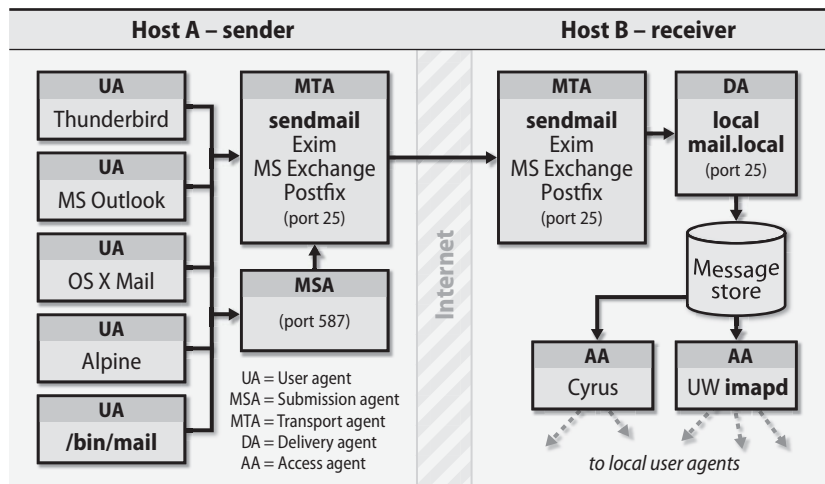 Host A – sender
Host B – receiver
UA
Thunderbird
UA
MS Outlook
UA
OS X Mail
UA
Alpine
UA
/bin/mail
MTA
sendmail
Exim
MS Exchange
Postfix
(port 25)
MSA
(port 587)
UA = User agent
MSA = Submission agent
MTA = Transport agent
DA = Delivery agent
AA = Access agent
Internet
MTA
sendmail
Exim
MS Exchange
Postfix
(port 25)
DA
local
mail.local
(port 25)
Message
store
AA
Cyrus
AA
UW imapd
to local user agents